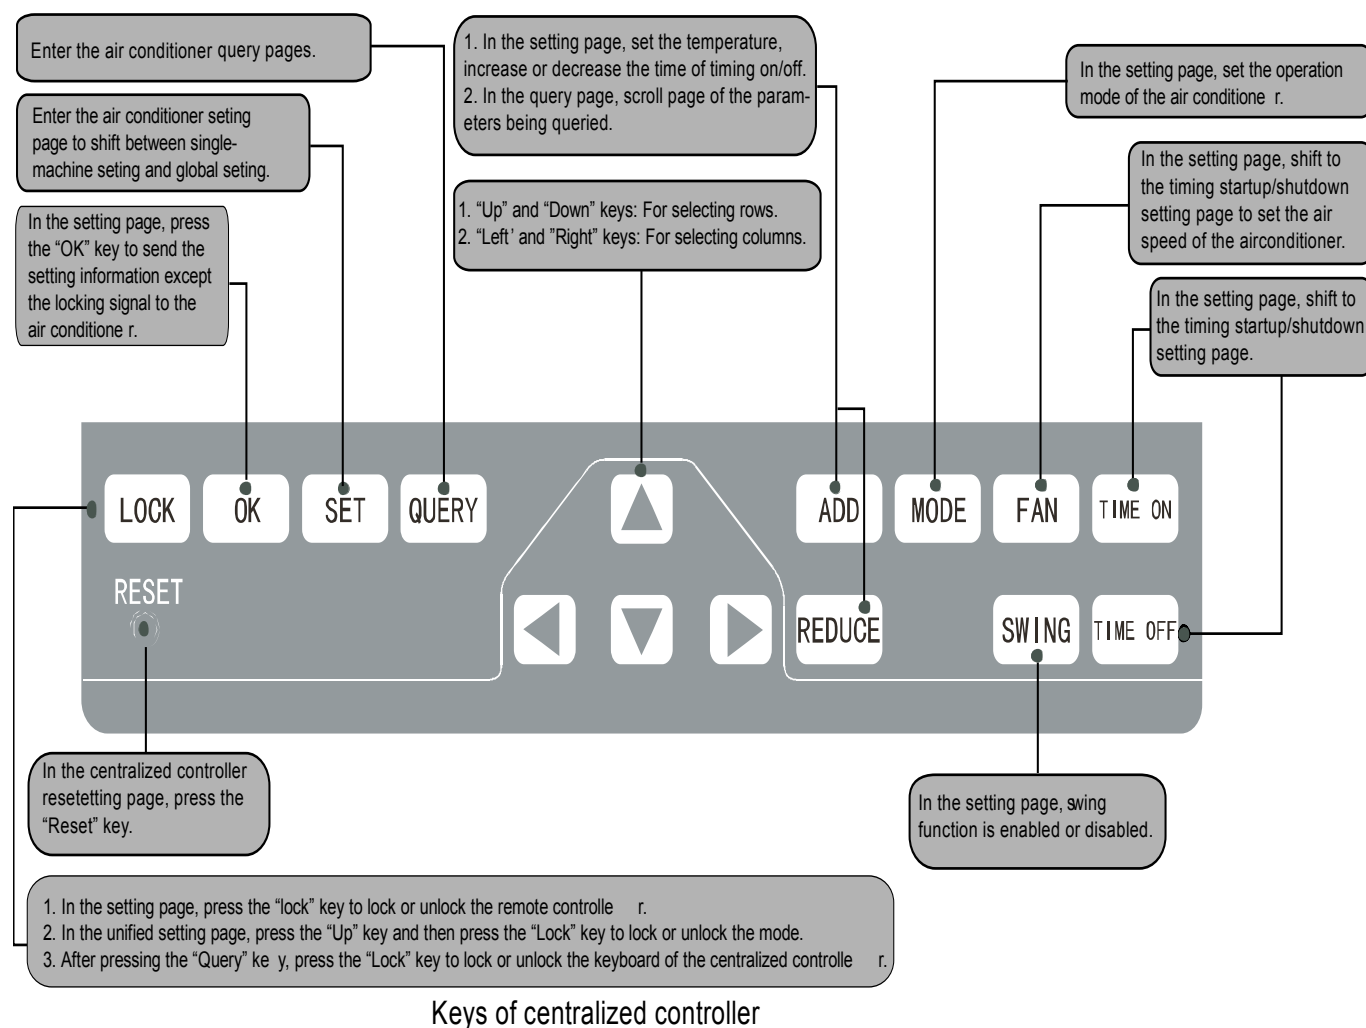 Enter the air conditioner query pages.
Enter the air conditioner seting
page to shift between single-
machine seting and global seting.
In the setting page, press
the “OK” key to send the
setting information except
the locking signal to the
air conditione r.
1. In the setting page, set the temperature,
increase or decrease the time of timing on/off.
2. In the query page, scroll page of the param-
eters being queried.
1. “Up” and “Down” keys: For selecting rows.
2. “Left’ and ”Right” keys: For selecting columns.
In the setting page, set the operation
mode of the air conditione r.
In the setting page, shift to
the timing startup/shutdown
setting page to set the air
speed of the airconditioner.
In the setting page, shift to
the timing startup/shutdown
setting page.
LOCK
OK
SET
QUERY
ADD
MODE
FAN
TIME ON
RESET
REDUCE
SWING
TIME OFF
In the centralized controller
resetetting page, press the
“Reset” key.
In the setting page, swing
function is enabled or disabled.
1. In the setting page, press the “lock” key to lock or unlock the remote controlle r.
2. In the unified setting page, press the “Up” key and then press the “Lock” key to lock or unlock the mode.
3. After pressing the “Query” ke y, press the “Lock” key to lock or unlock the keyboard of the centralized controlle r.
Keys of centralized controller